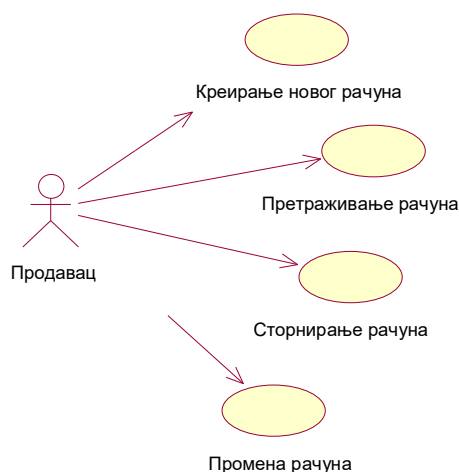 Креирање новог рачуна
Претраживање рачуна
Продавац
Сторнирање рачуна
Промена рачуна